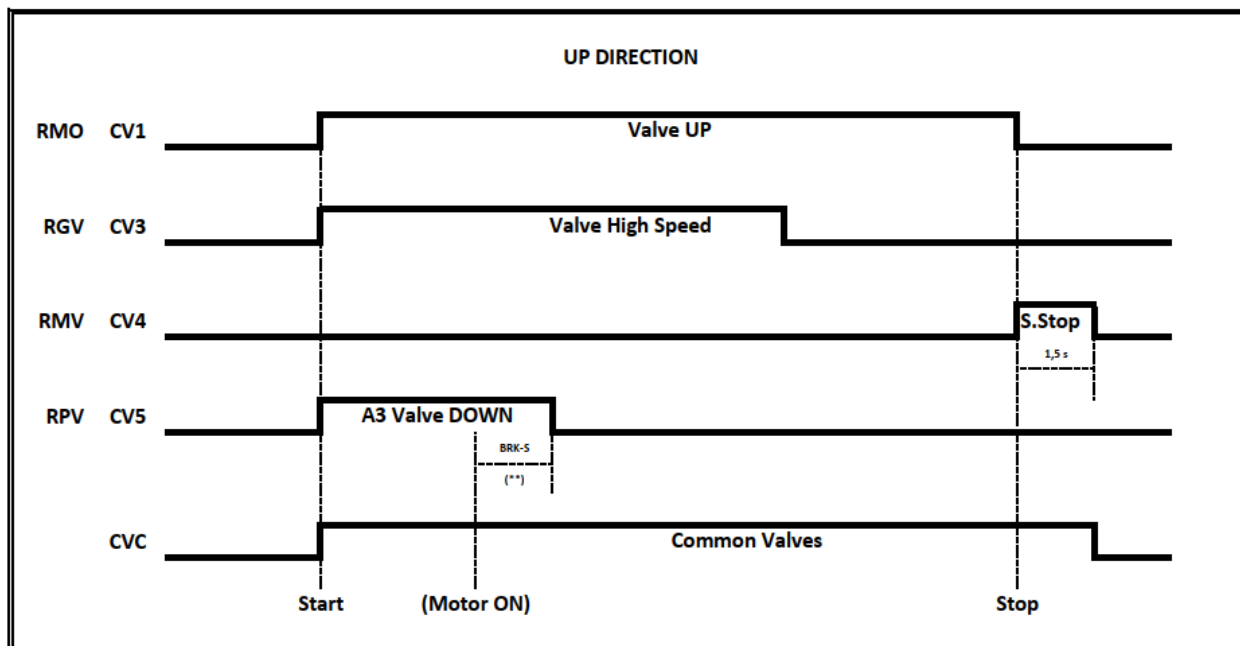 UP DIRECTION
RMO CV1 Valve UP
RGV CV3 Valve High Speed
RMV CV4 S.Stop
1,5 s
RPV CV5 A3 Valve DOWN
BRK-S
(**)
CVC Common Valves
Start (Motor ON) Stop